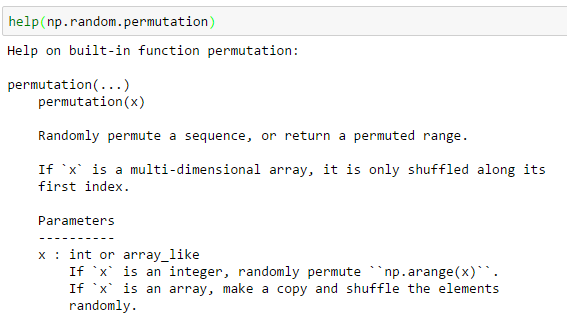 help(np.random.permutation)
Help on built-in function permutation:
permutation(...)
permutation(x)
Randomly permute a sequence, or return a permuted range.
If `x` is a multi-dimensional array, it is only shuffled along its
first index.
Parameters
----------
x : int or array_like
If `x` is an integer, randomly permute ``np.arange(x)``.
If `x` is an array, make a copy and shuffle the elements
randomly.